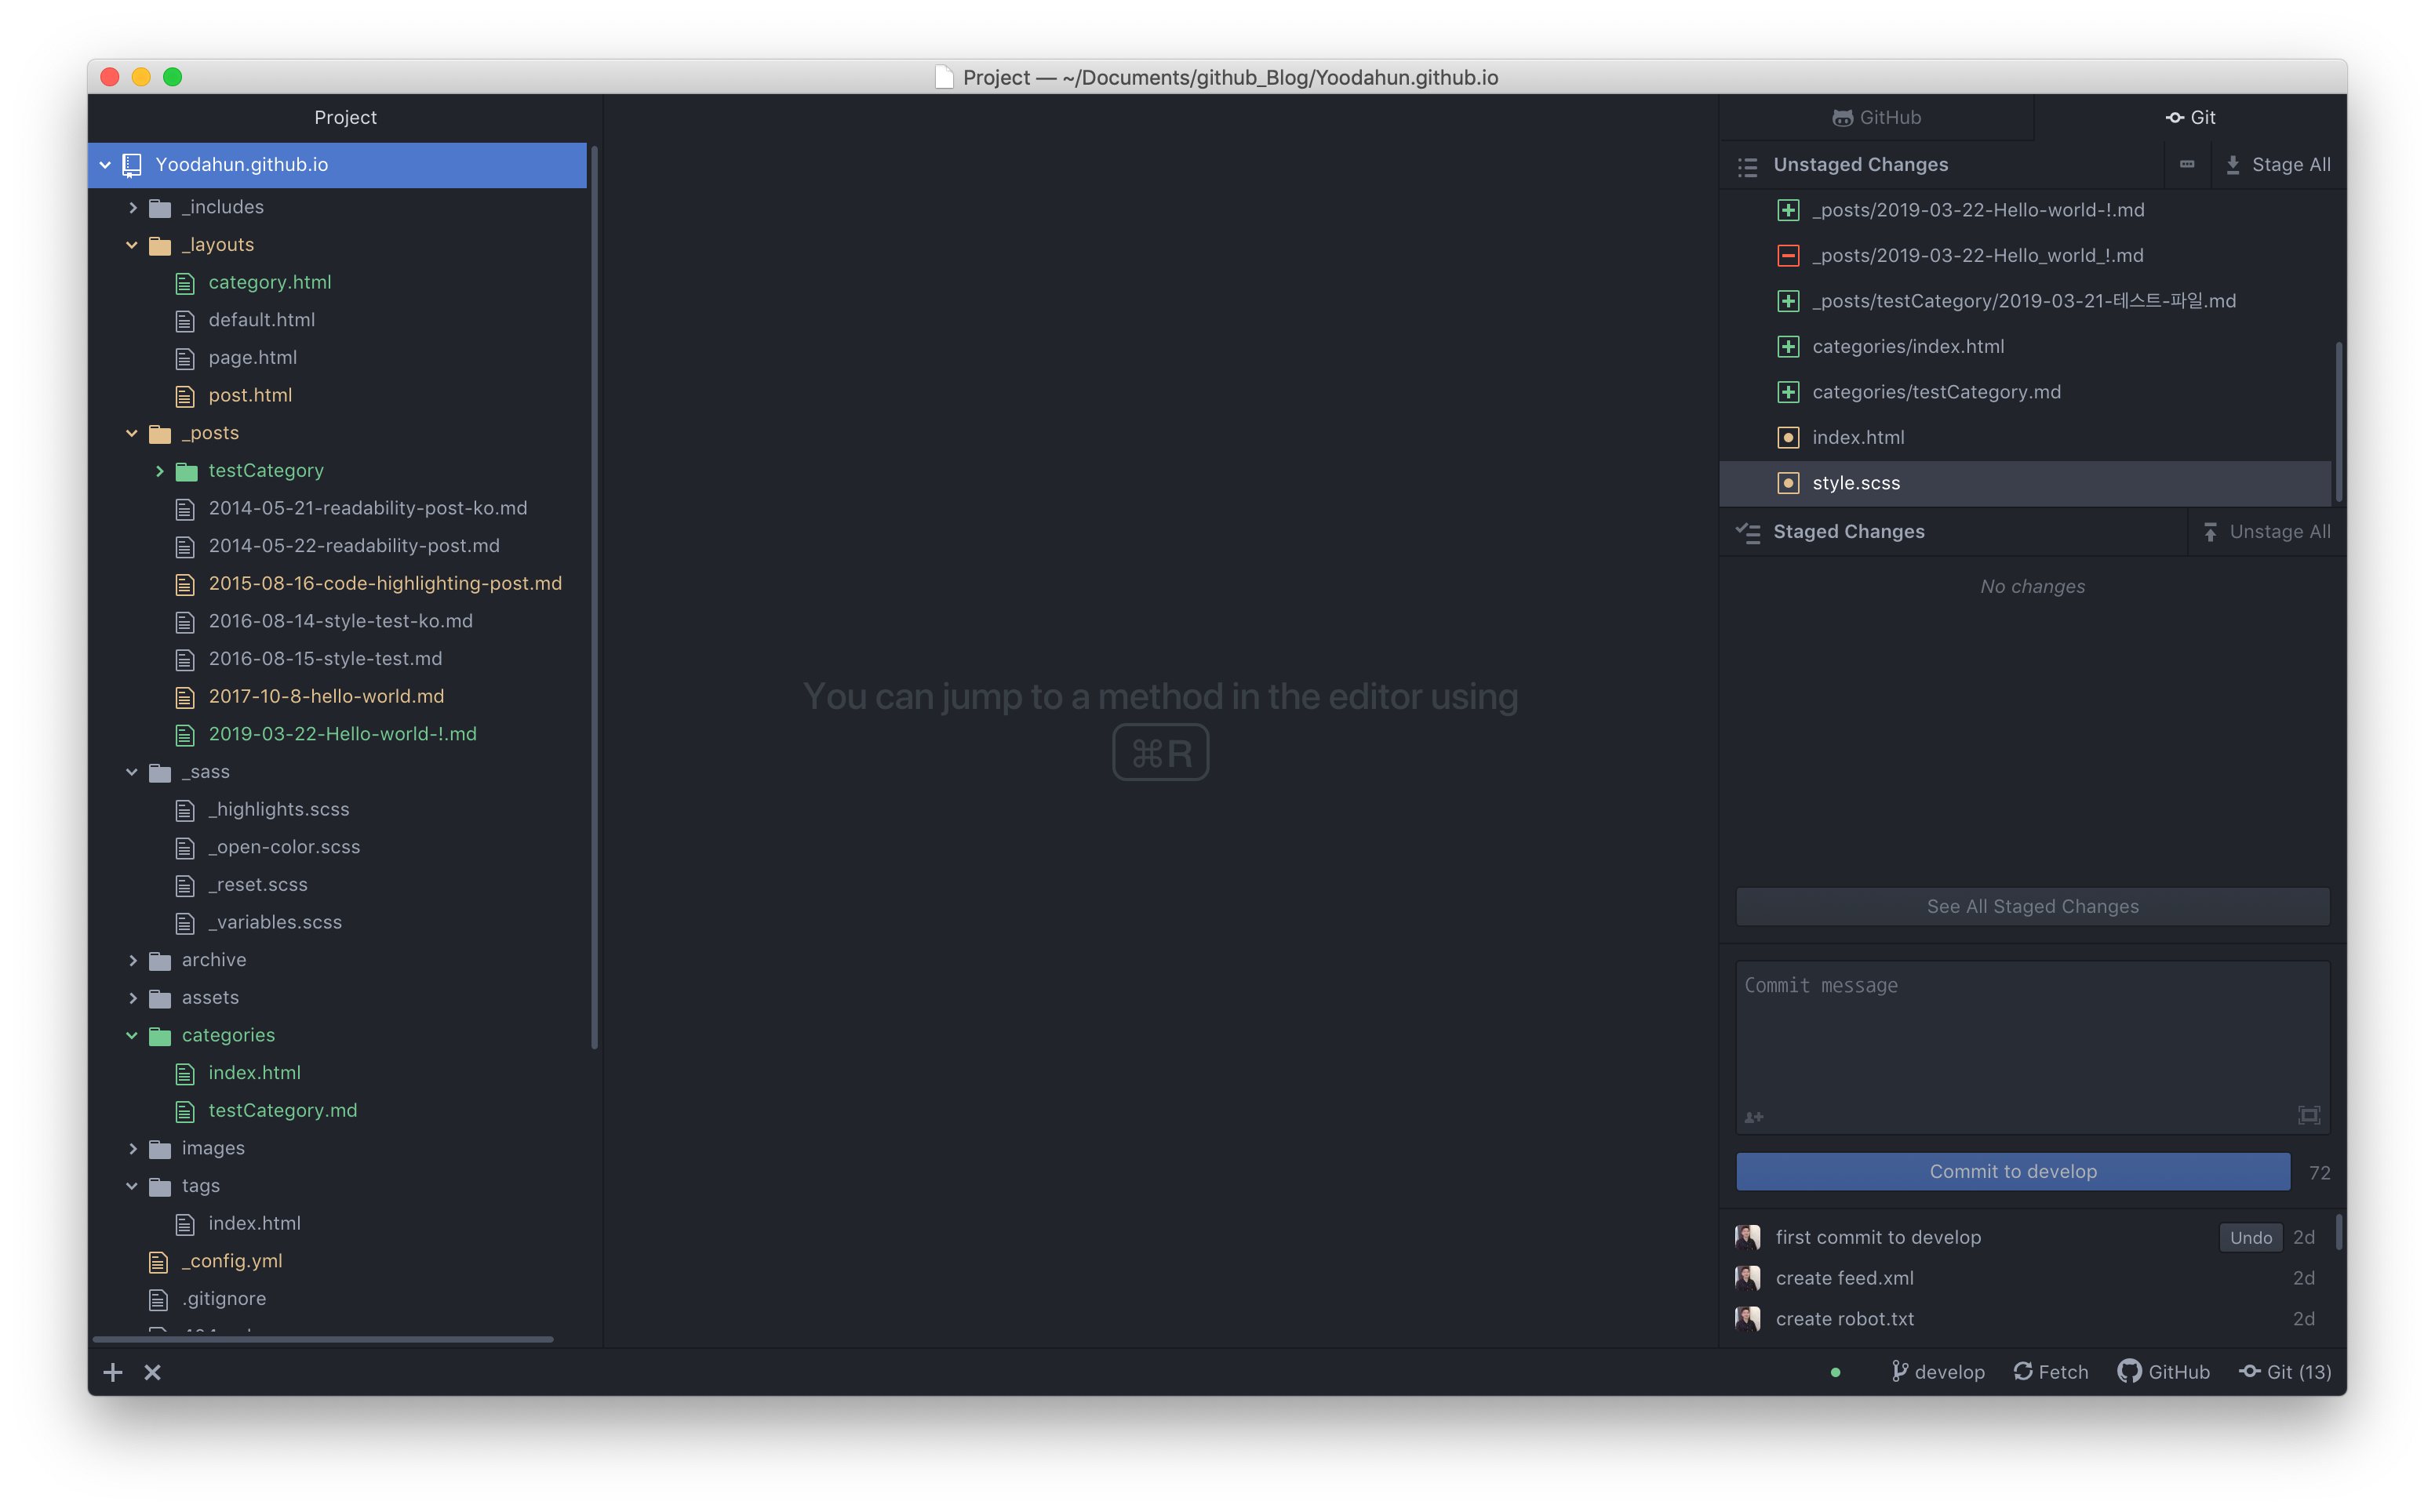 Project — ~/Documents/github_Blog/Yoodahun.github.io
Project
Yoodahun.github.io
_includes
_layouts
category.html
default.html
page.html
post.html
_posts
testCategory
2014-05-21-readability-post-ko.md
2014-05-22-readability-post.md
2015-08-16-code-highlighting-post.md
2016-08-14-style-test-ko.md
2016-08-15-style-test.md
2017-10-8-hello-world.md
2019-03-22-Hello-world-!.md
_sass
_highlights.scss
_open-color.scss
_reset.scss
_variables.scss
archive
assets
categories
index.html
testCategory.md
images
tags
index.html
_config.yml
.gitignore
You can jump to a method in the editor using
⌘R
GitHub
Git
Unstaged Changes
Stage All
_posts/2019-03-22-Hello-world-!.md
_posts/2019-03-22-Hello_world_!.md
_posts/testCategory/2019-03-21-테스트-파일.md
categories/index.html
categories/testCategory.md
index.html
style.scss
Staged Changes
Unstage All
No changes
See All Staged Changes
Commit message
Commit to develop
72
first commit to develop
Undo
2d
create feed.xml
2d
create robot.txt
2d
develop
Fetch
GitHub
Git (13)